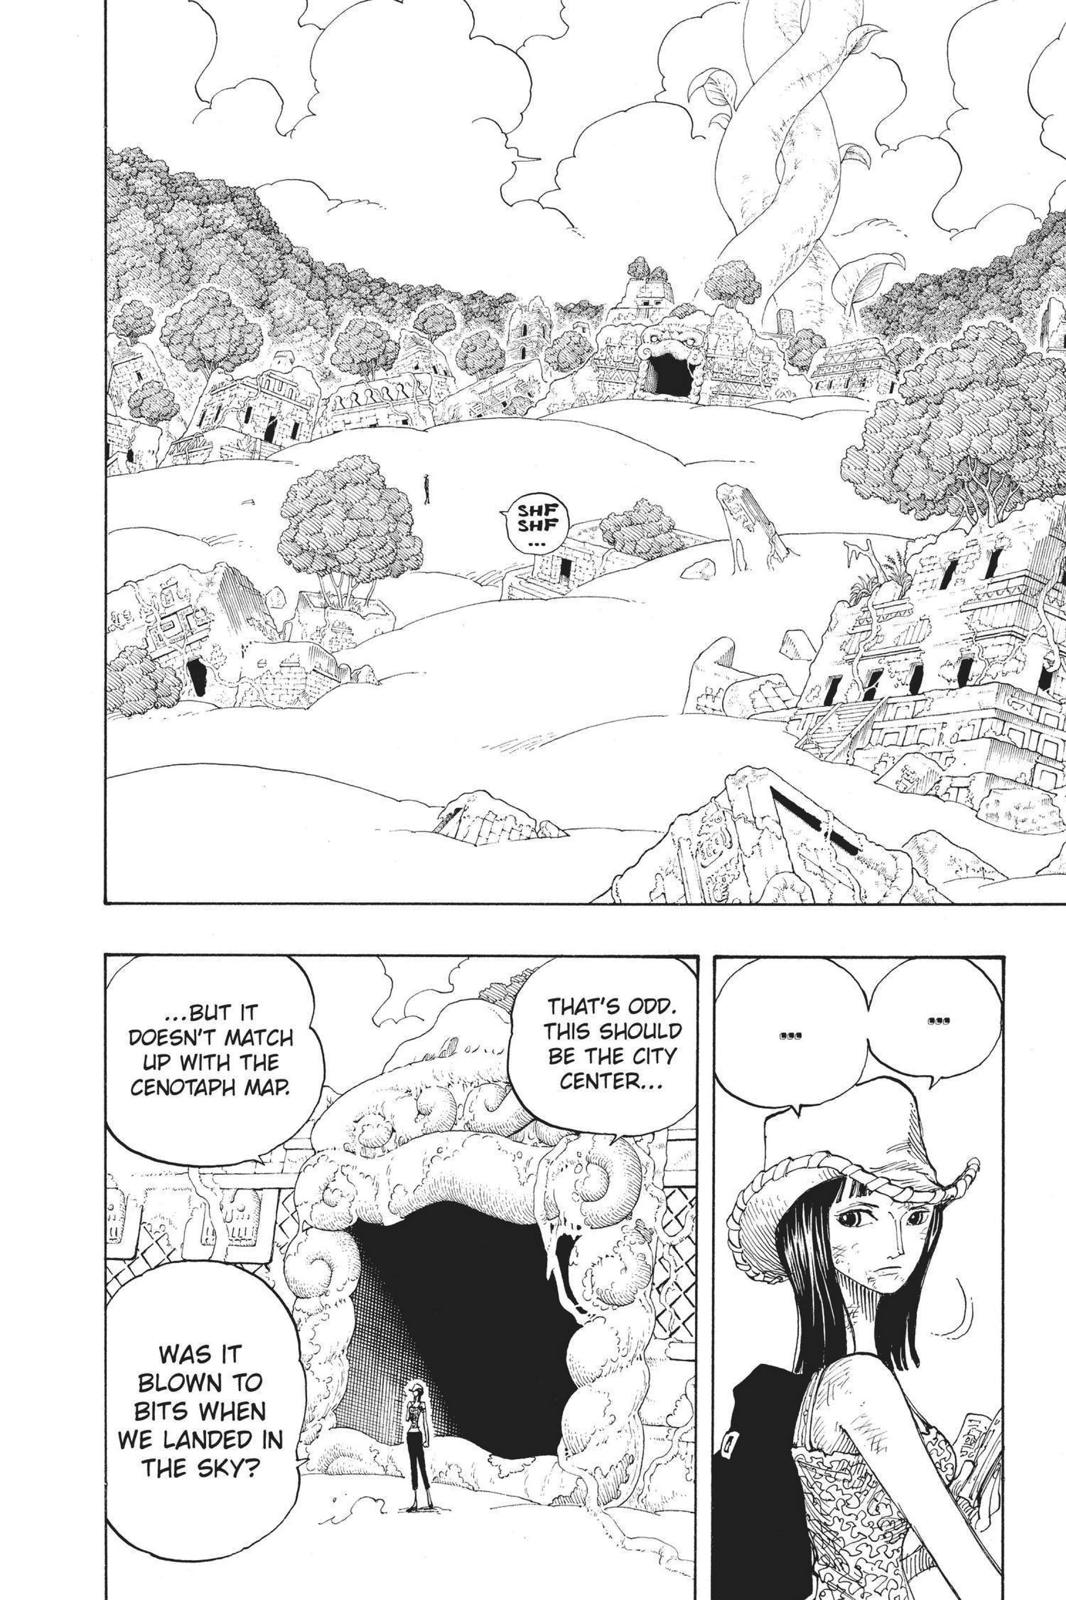 SHF
SHF
...
...
...
THAT'S ODD.
THIS SHOULD
BE THE CITY
CENTER...
...BUT IT
DOESN'T MATCH
UP WITH THE
CENOTAPH MAP.
WAS IT
BLOWN TO
BITS WHEN
WE LANDED IN
THE SKY?